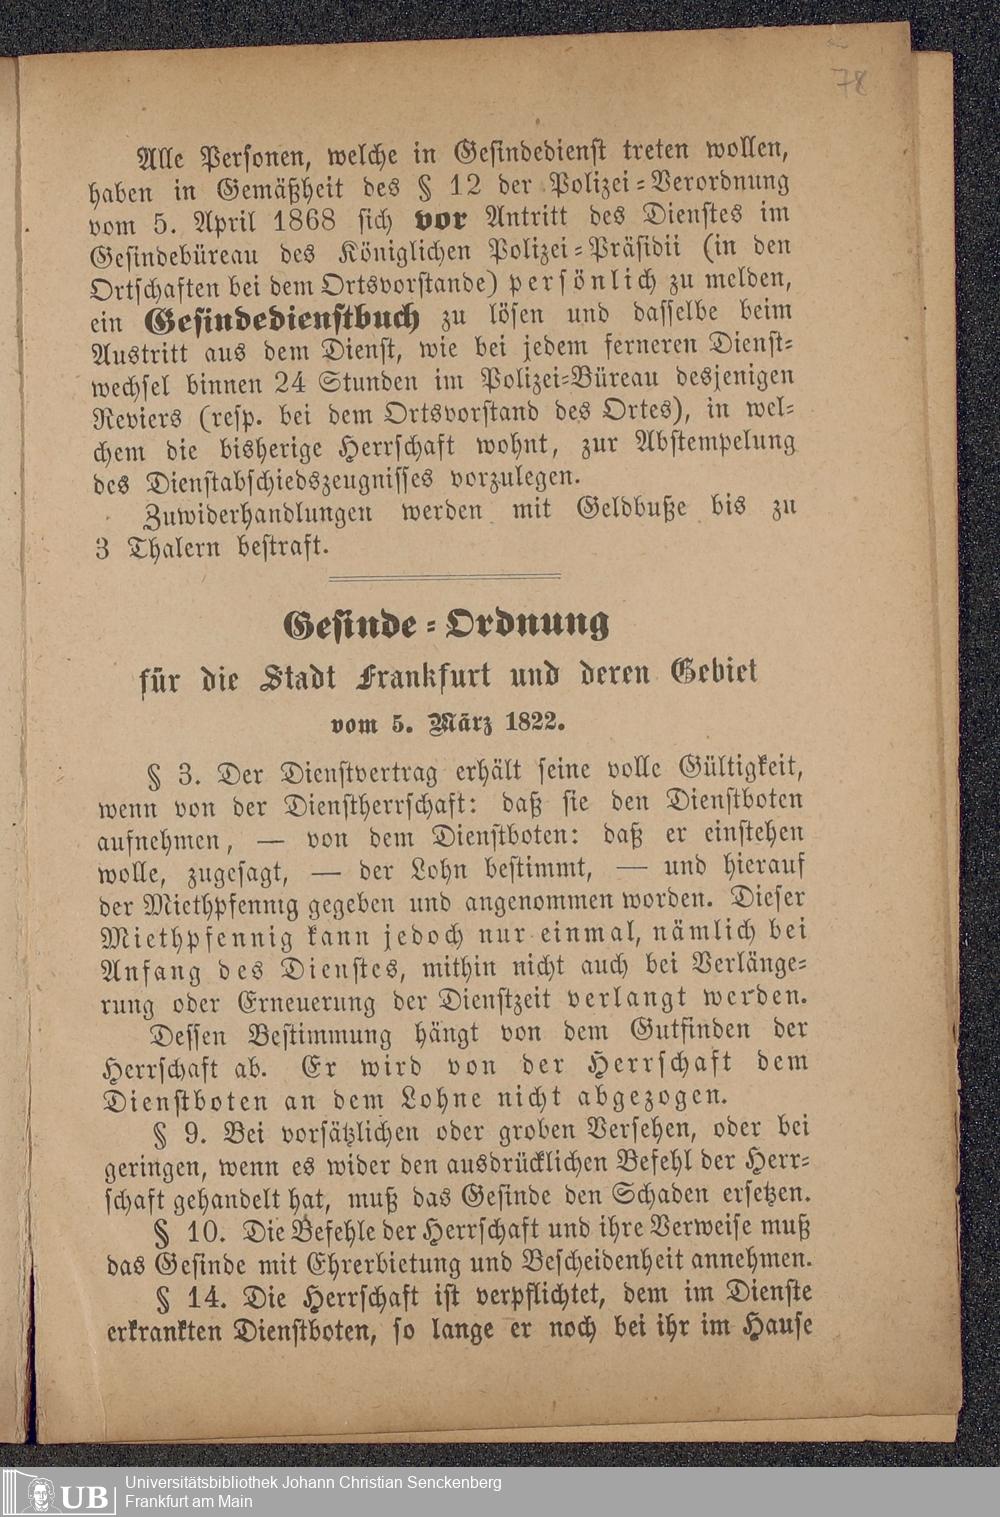 78
Alle Personen, welche in Gesindedienst treten wollen,
haben in Gemäßheit des § 12 der Polizei-Verordnung
vom 5. April 1868 sich vor Antritt des Dienstes im
Gesindebüreau des Königlichen Polizei-Präsidii (in den
Ortschaften bei dem Ortsvorstande) persönlich zu melden,
ein Gesindedienstbuch zu lösen und dasselbe beim
Austritt aus dem Dienst, wie bei jedem ferneren Dienst-
wechsel binnen 24 Stunden im Polizei-Büreau desjenigen
Reviers (resp. bei dem Ortsvorstand des Ortes), in wel-
chem die bisherige Herrschaft wohnt, zur Abstempelung
des Dienstabschiedszeugnisses vorzulegen.
Zuwiderhandlungen werden mit Geldbuße bis zu
3 Thalern bestraft.
Gesinde-Ordnung
für die Stadt Frankfurt und deren Gebiet
vom 5. März 1822.
§ 3. Der Dienstvertrag erhält seine volle Gültigkeit,
wenn von der Dienstherrschaft: daß sie den Dienstboten
aufnehmen, — von dem Dienstboten: daß er einstehen
wolle, zugesagt, — der Lohn bestimmt, — und hierauf
der Miethpfennig gegeben und angenommen worden. Dieser
Miethpfennig kann jedoch nur einmal, nämlich bei
Anfang des Dienstes, mithin nicht auch bei Verlänge-
rung oder Erneuerung der Dienstzeit verlangt werden.
Dessen Bestimmung hängt von dem Gutfinden der
Herrschaft ab. Er wird von der Herrschaft dem
Dienstboten an dem Lohne nicht abgezogen.
§ 9. Bei vorsätzlichen oder groben Versehen, oder bei
geringen, wenn es wider den ausdrücklichen Befehl der Herr-
schaft gehandelt hat, muß das Gesinde den Schaden ersetzen.
§ 10. Die Befehle der Herrschaft und ihre Verweise muß
das Gesinde mit Ehrerbietung und Bescheidenheit annehmen.
§ 14. Die Herrschaft ist verpflichtet, dem im Dienste
erkrankten Dienstboten, so lange er noch bei ihr im Hause
UB
Universitätsbibliothek Johann Christian Senckenberg
Frankfurt am Main